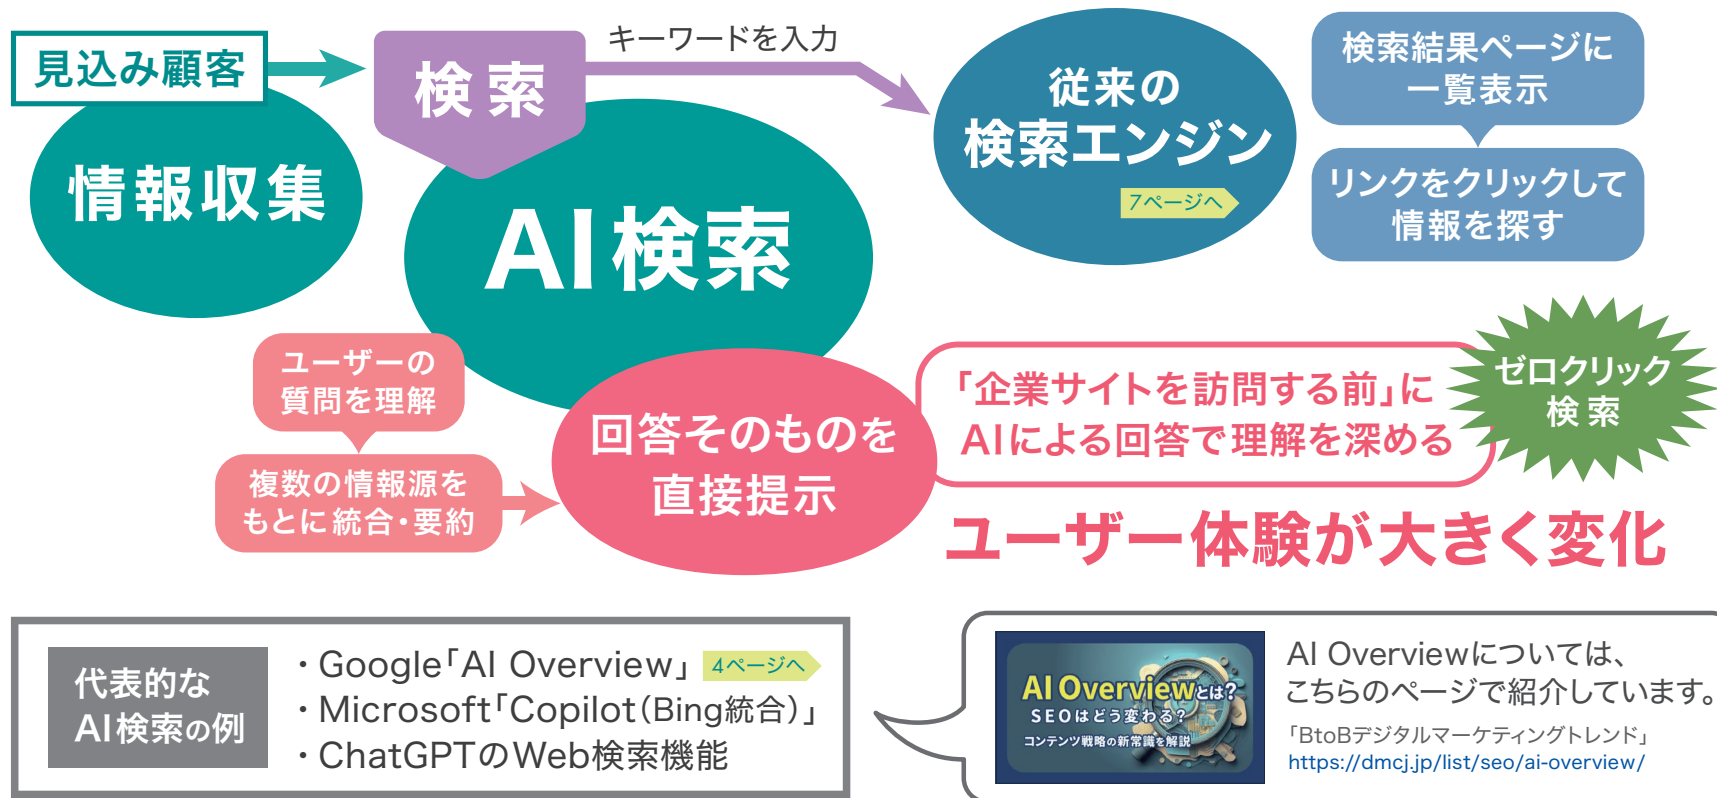 見込み顧客
情報収集
検索
キーワードを入力
AI検索
従来の
検索エンジン
7ページへ
検索結果ページに
一覧表示
リンクをクリックして
情報を探す
ユーザーの
質問を理解
複数の情報源を
もとに統合・要約
回答そのものを
直接提示
「企業サイトを訪問する前」に
AIによる回答で理解を深める
ゼロクリック
検索
ユーザー体験が大きく変化
代表的な
AI検索の例
・Google「AI Overview」 4ページへ
・Microsoft「Copilot(Bing統合)」
・ChatGPTのWeb検索機能
AI Overviewとは?
SEOはどう変わる?
コンテンツ戦略の新常識を解説
AI Overviewについては、
こちらのページで紹介しています。
「BtoBデジタルマーケティングトレンド」
https://dmcj.jp/list/seo/ai-overview/